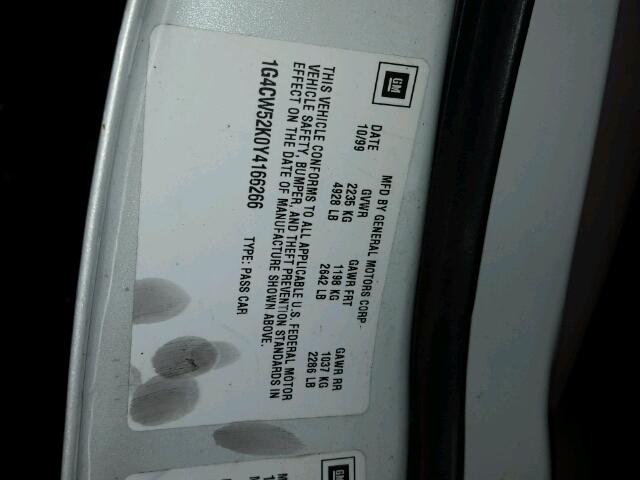 GM
MFD BY GENERAL MOTORS CORP
DATE GVWR GAWR FRT GAWR RR
10/99 2235 KG 1198 KG 1037 KG
4928 LB 2642 LB 2286 LB
THIS VEHICLE CONFORMS TO ALL APPLICABLE U.S. FEDERAL MOTOR
VEHICLE SAFETY, BUMPER, AND THEFT PREVENTION STANDARDS IN
EFFECT ON THE DATE OF MANUFACTURE SHOWN ABOVE.
1G4CW52K0Y4166266 TYPE: PASS CAR
GM